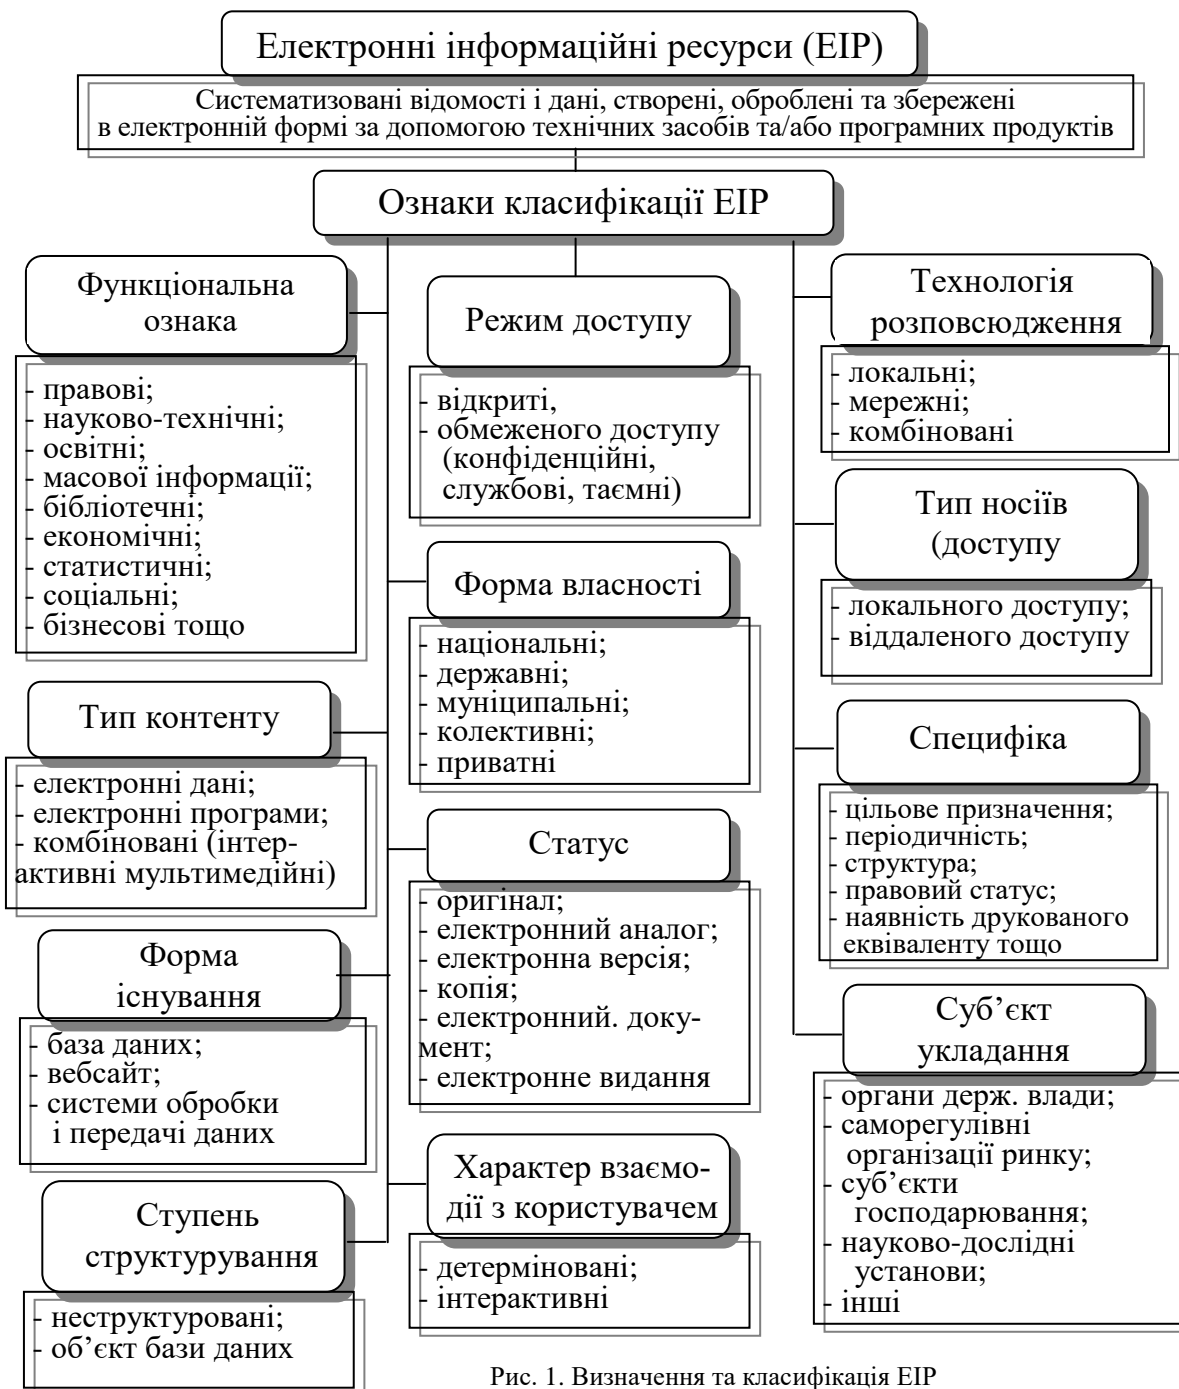 Електронні інформаційні ресурси (ЕІР)
Систематизовані відомості і дані, створені, оброблені та збережені
в електронній формі за допомогою технічних засобів та/або програмних продуктів
Ознаки класифікації ЕІР
Функціональна
ознака
- правові;
- науково-технічні;
- освітні;
- масової інформації;
- бібліотечні;
- економічні;
- статистичні;
- соціальні;
- бізнесові тощо
Тип контенту
- електронні дані;
- електронні програми;
- комбіновані (інтер-
активні мультимедійні)
Форма
існування
- база даних;
- вебсайт;
- системи обробки
і передачі даних
Ступень
структурування
- неструктуровані;
- об’єкт бази даних
Режим доступу
- відкриті,
- обмеженого доступу
(конфіденційні,
службові, таємні)
Форма власності
- національні;
- державні;
- муніципальні;
- колективні;
- приватні
Статус
- оригінал;
- електронний аналог;
- електронна версія;
- копія;
- електронний. доку-
мент;
- електронне видання
Характер взаємо-
дії з користувачем
- детерміновані;
- інтерактивні
Технологія
розповсюдження
- локальні;
- мережні;
- комбіновані
Тип носіїв
(доступу
- локального доступу;
- віддаленого доступу
Специфіка
- цільове призначення;
- періодичність;
- структура;
- правовий статус;
- наявність друкованого
еквіваленту тощо
Суб’єкт
укладання
- органи держ. влади;
- саморегулівні
організації ринку;
- суб’єкти
господарювання;
- науково-дослідні
установи;
- інші
Рис. 1. Визначення та класифікація ЕІР